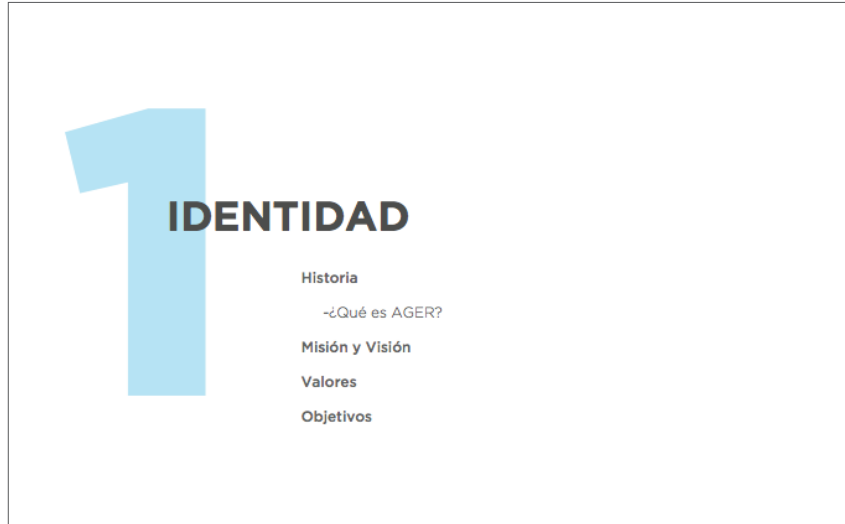 1
IDENTIDAD
Historia
-¿Qué es AGER?
Misión y Visión
Valores
Objetivos